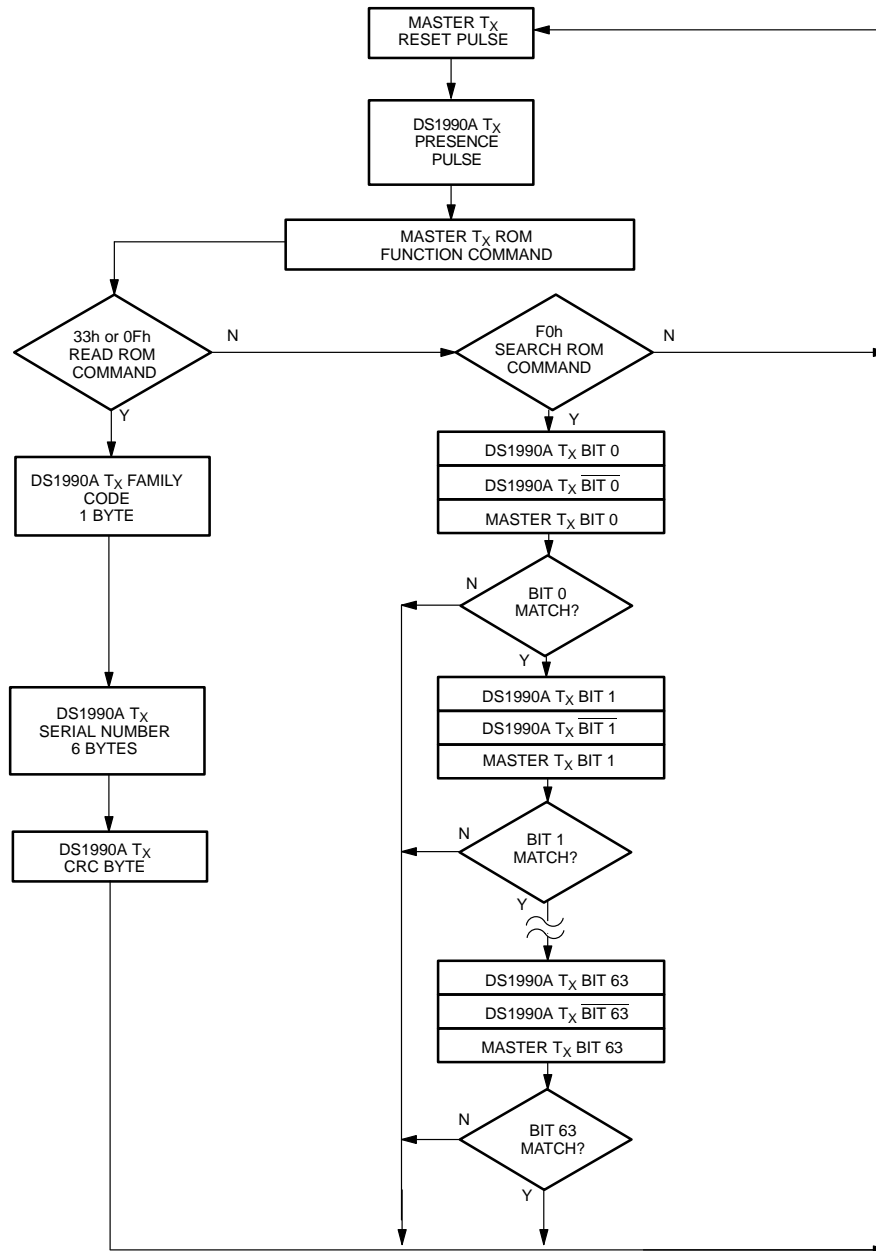 MASTER TX
RESET PULSE
DS1990A TX
PRESENCE
PULSE
MASTER TX ROM
FUNCTION COMMAND
33h or 0Fh
READ ROM
COMMAND
N
Y
F0h
SEARCH ROM
COMMAND
N
Y
DS1990A TX FAMILY
CODE
1 BYTE
DS1990A TX
SERIAL NUMBER
6 BYTES
DS1990A TX
CRC BYTE
DS1990A TX BIT 0
DS1990A TX BIT 0
MASTER TX BIT 0
BIT 0
MATCH?
N
Y
DS1990A TX BIT 1
DS1990A TX BIT 1
MASTER TX BIT 1
BIT 1
MATCH?
N
Y
DS1990A TX BIT 63
DS1990A TX BIT 63
MASTER TX BIT 63
BIT 63
MATCH?
N
Y